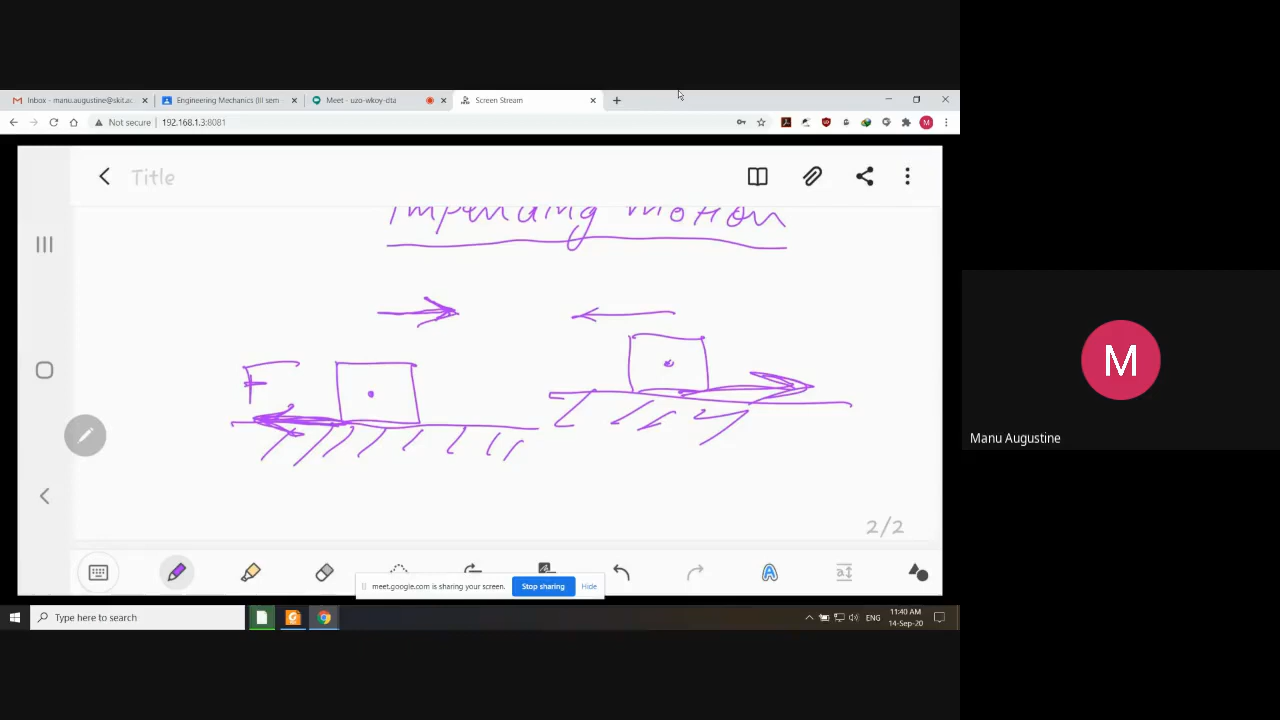 Inbox - manu.augustine@skit.ac
Engineering Mechanics (III sem
Meet - uzo-wkoy-dta
Screen Stream
Not secure
192.168.1.3:8081
Title
Impending motion
F
M
Manu Augustine
2/2
meet.google.com is sharing your screen.
Stop sharing
Hide
Type here to search
ENG
11:40 AM
14-Sep-20